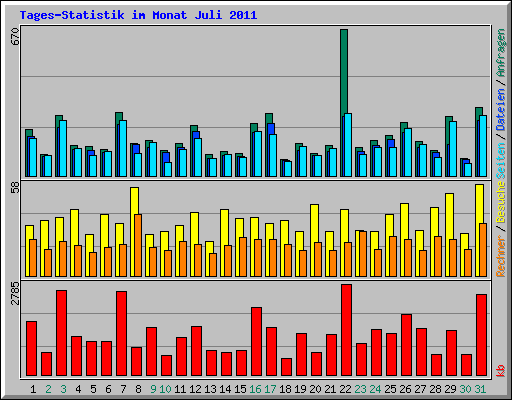 Tages-Statistik im Monat Juli 2011
670
58
2785
Rechner / Besuche Seiten / Dateien / Anfragen
kb
1 2 3 4 5 6 7 8 9 10 11 12 13 14 15 16 17 18 19 20 21 22 23 24 25 26 27 28 29 30 31